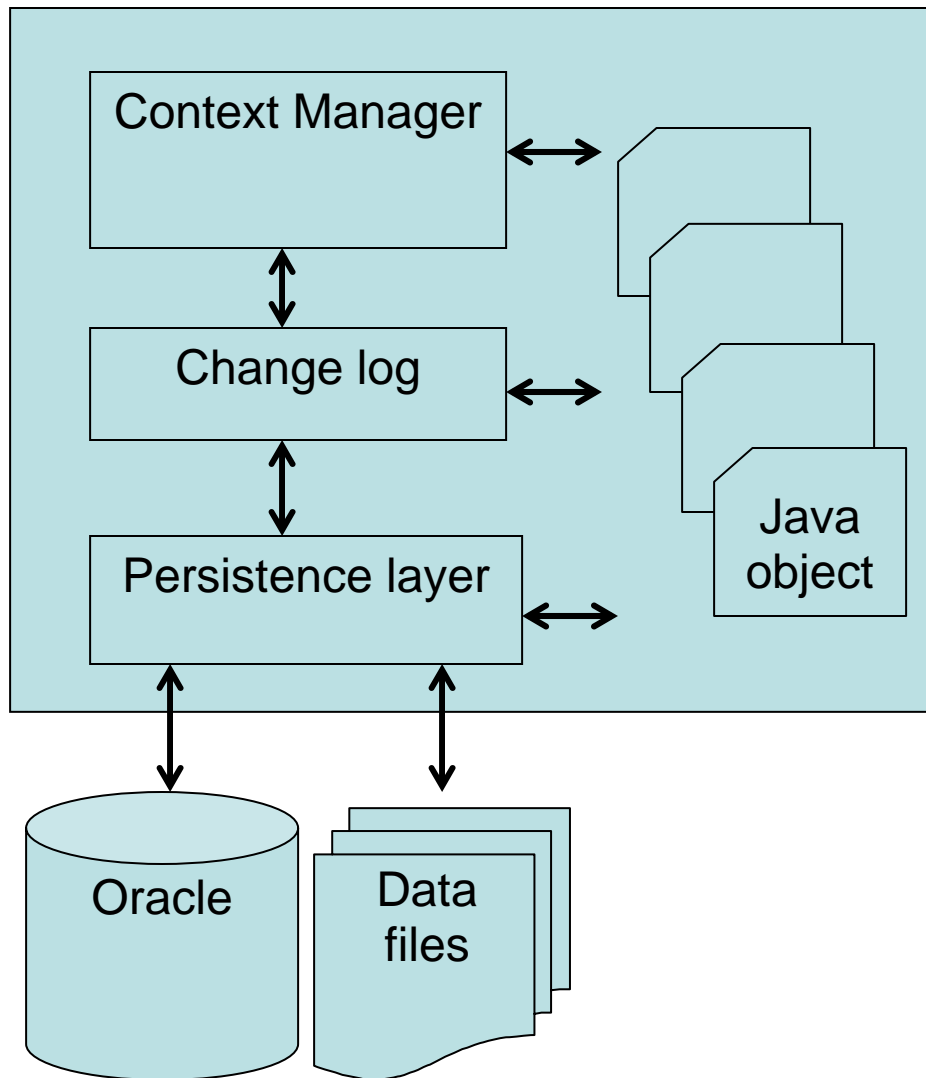 Context Manager
Change log
Persistence layer
Java
object
Oracle
Data
files